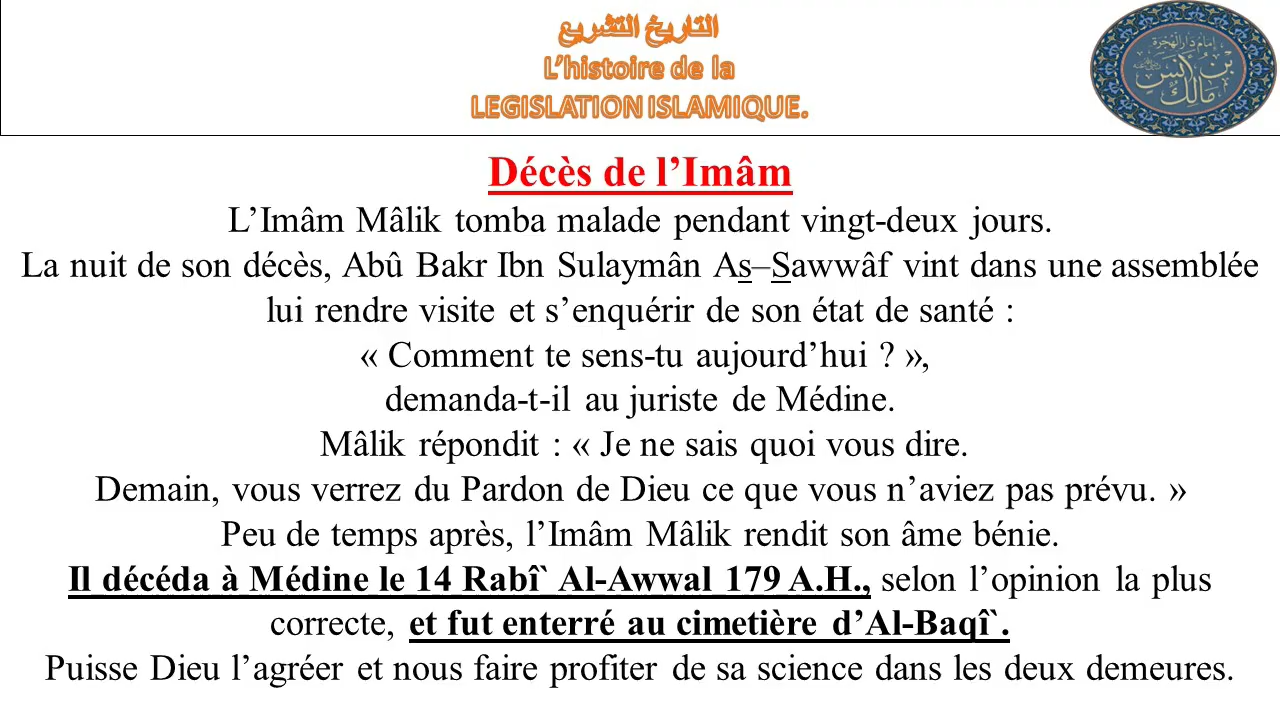 التاريخ التشريع
L’histoire de la
LEGISLATION ISLAMIQUE.
إمام دار الهجرة
بن أنس
مالك
Décès de l’Imâm
L’Imâm Mâlik tomba malade pendant vingt-deux jours.
La nuit de son décès, Abû Bakr Ibn Sulaymân As–Sawwâf vint dans une assemblée
lui rendre visite et s’enquérir de son état de santé :
« Comment te sens-tu aujourd’hui ? »,
demanda-t-il au juriste de Médine.
Mâlik répondit : « Je ne sais quoi vous dire.
Demain, vous verrez du Pardon de Dieu ce que vous n’aviez pas prévu. »
Peu de temps après, l’Imâm Mâlik rendit son âme bénie.
Il décéda à Médine le 14 Rabî` Al-Awwal 179 A.H., selon l’opinion la plus
correcte, et fut enterré au cimetière d’Al-Baqî`.
Puisse Dieu l’agréer et nous faire profiter de sa science dans les deux demeures.